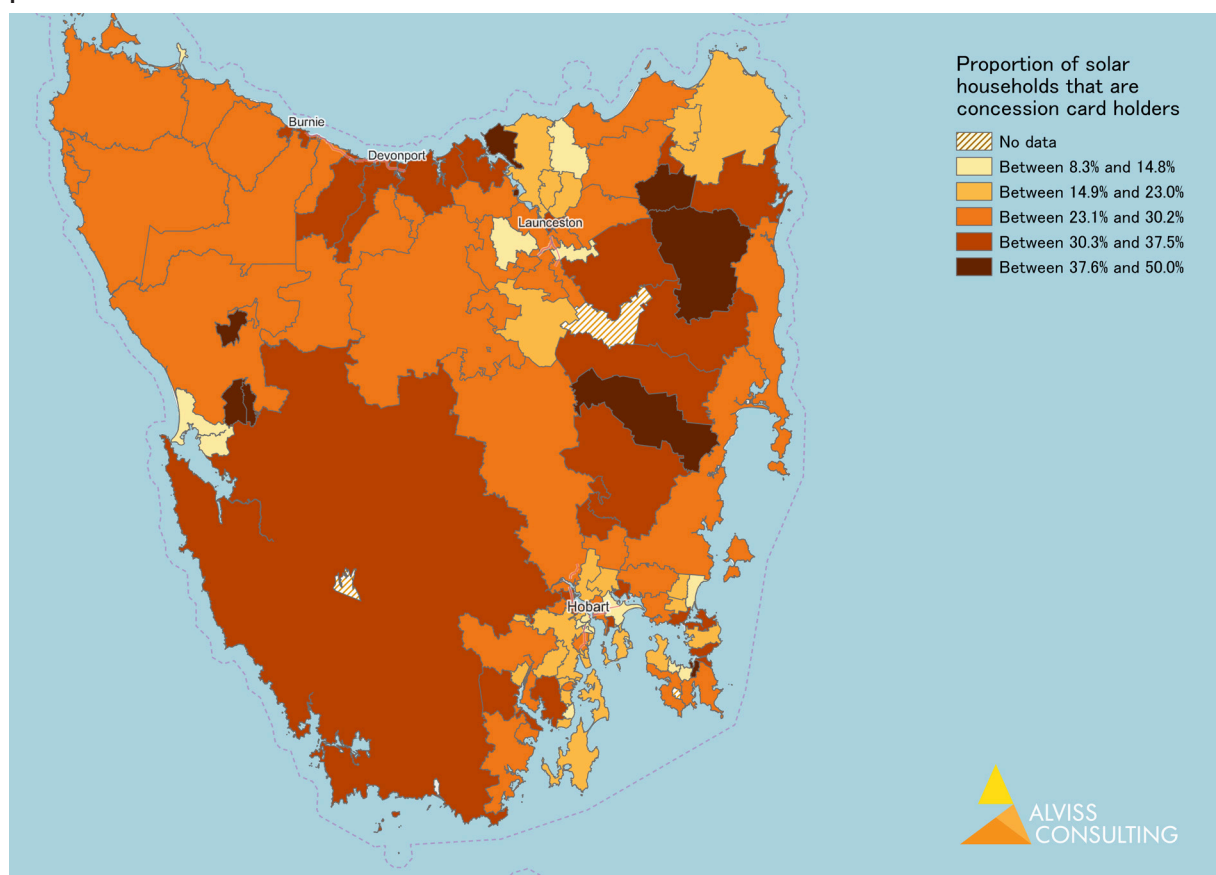 Proportion of solar
households that are
concession card holders
No data
Between 8.3% and 14.8%
Between 14.9% and 23.0%
Between 23.1% and 30.2%
Between 30.3% and 37.5%
Between 37.6% and 50.0%
Burnie
Devonport
Launceston
Hobart
ALVISS
CONSULTING